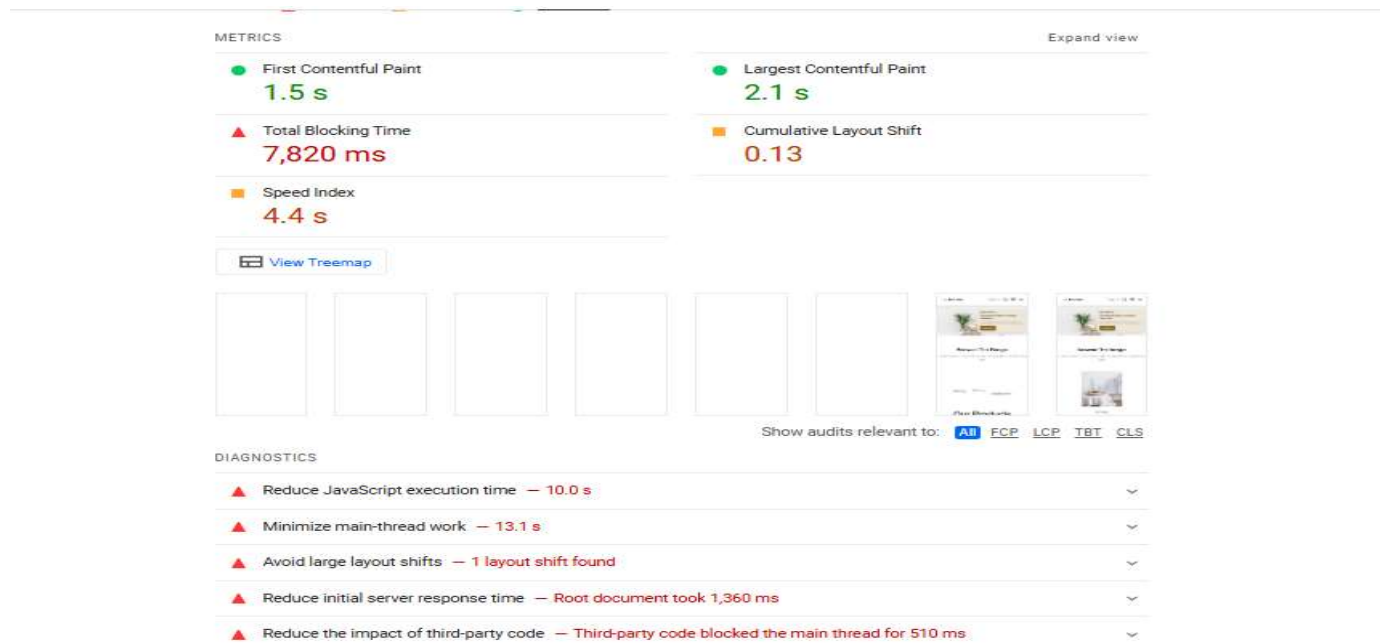 METRICS
Expand view
First Contentful Paint
1.5 s
Largest Contentful Paint
2.1 s
Total Blocking Time
7,820 ms
Cumulative Layout Shift
0.13
Speed Index
4.4 s
View Treemap
Our Products
Show audits relevant to: All FCP LCP TBT CLS
DIAGNOSTICS
Reduce JavaScript execution time — 10.0 s
Minimize main-thread work — 13.1 s
Avoid large layout shifts — 1 layout shift found
Reduce initial server response time — Root document took 1,360 ms
Reduce the impact of third-party code — Third-party code blocked the main thread for 510 ms